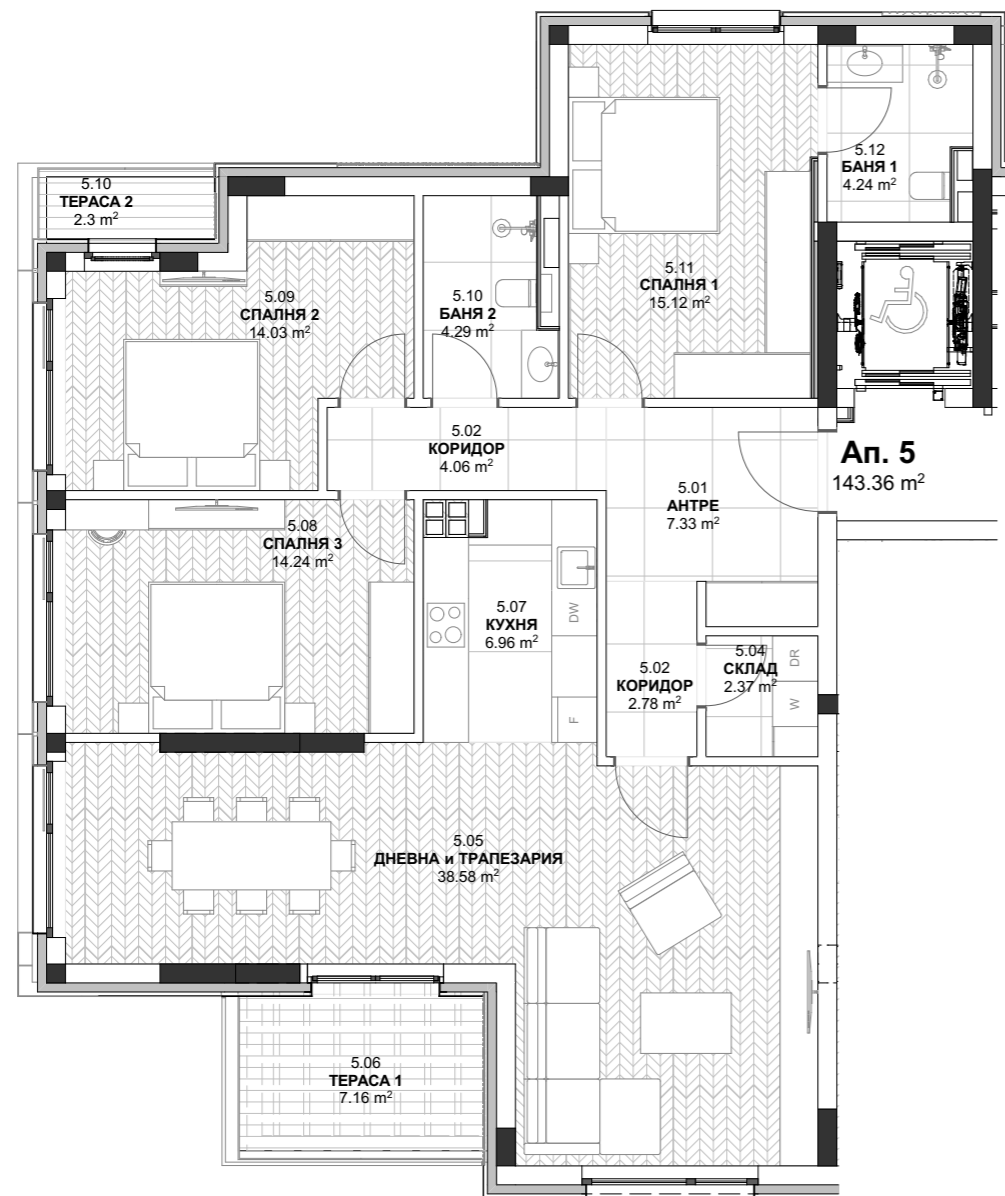 5.12
БАНЯ 1
4.24 m²
5.10
ТЕРАСА 2
2.3 m²
5.11
СПАЛНЯ 1
15.12 m²
5.09
СПАЛНЯ 2
14.03 m²
5.10
БАНЯ 2
4.29 m²
5.02
КОРИДОР
4.06 m²
Ап. 5
143.36 m²
5.01
АНТРЕ
7.33 m²
5.08
СПАЛНЯ 3
14.24 m²
5.07
КУХНЯ
6.96 m²
DW
F
5.02
КОРИДОР
2.78 m²
5.04
СКЛАД
2.37 m²
DR
W
5.05
ДНЕВНА и ТРАПЕЗАРИЯ
38.58 m²
5.06
ТЕРАСА 1
7.16 m²